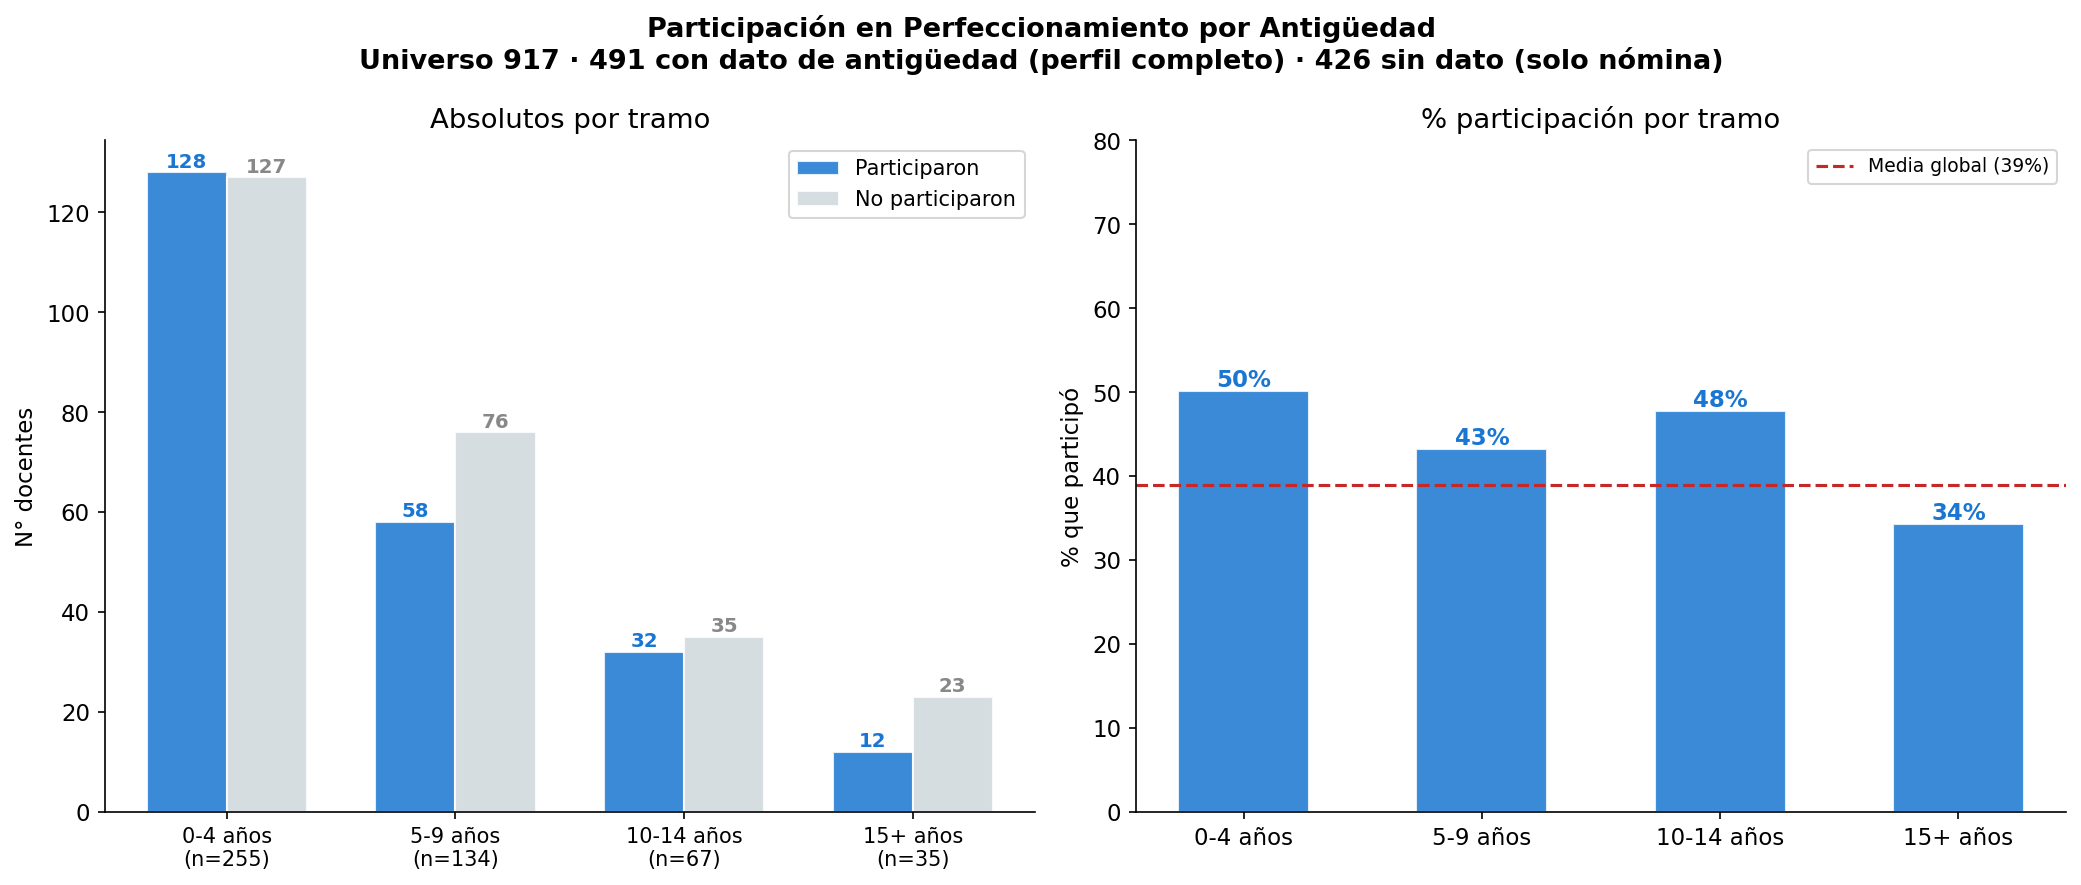 Participación en Perfeccionamiento por Antigüedad
Universo 917 · 491 con dato de antigüedad (perfil completo) · 426 sin dato (solo nómina)
Absolutos por tramo
N° docentes
120
100
80
60
40
20
0
128
127
58
76
32
35
12
23
Participaron
No participaron
0-4 años
(n=255)
5-9 años
(n=134)
10-14 años
(n=67)
15+ años
(n=35)
% participación por tramo
% que participó
80
70
60
50
40
30
20
10
0
50%
43%
48%
34%
Media global (39%)
0-4 años
5-9 años
10-14 años
15+ años